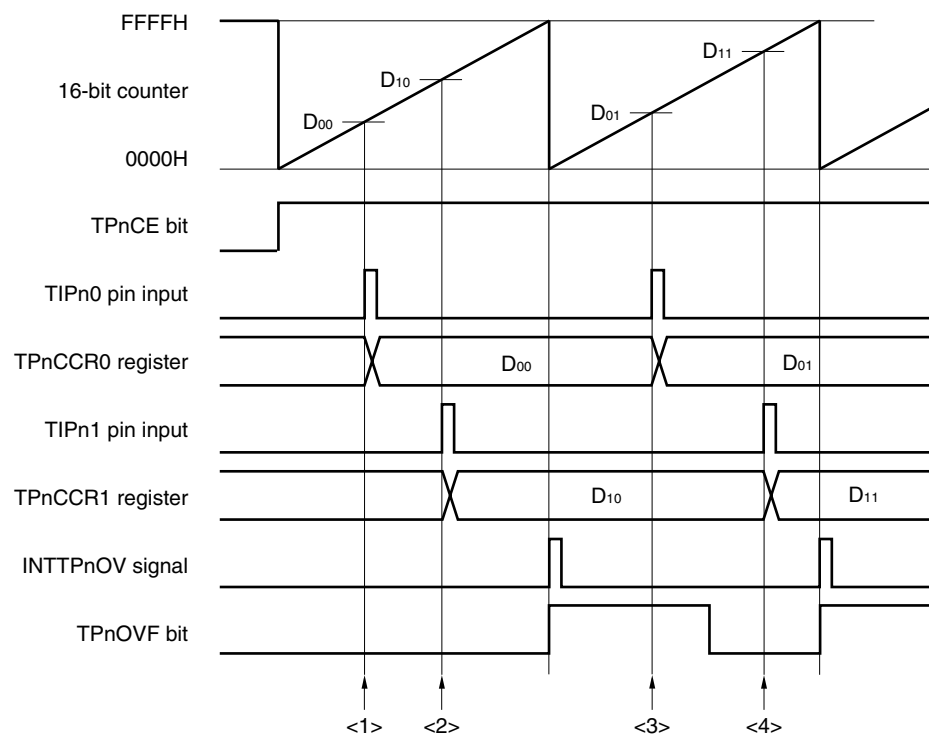 FFFFH
D11
D10
16-bit counter
D01
D00
0000H
TPnCE bit
TIPn0 pin input
TPnCCR0 register
D00
D01
TIPn1 pin input
TPnCCR1 register
D10
D11
INTTPnOV signal
TPnOVF bit
<1>
<2>
<3>
<4>